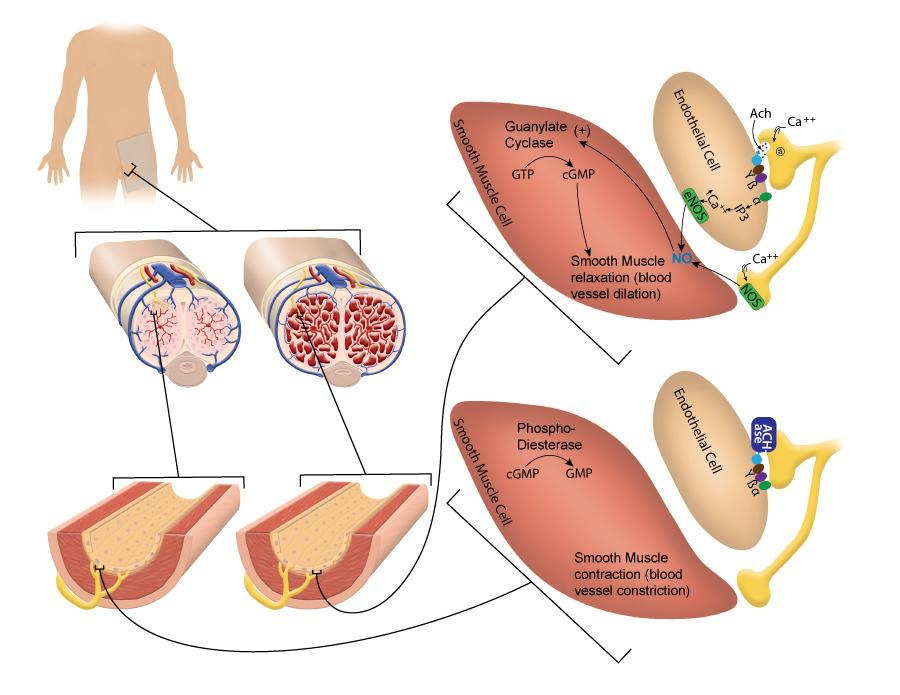 Smooth Muscle Cell
Guanylate
Cyclase
(+)
GTP
cGMP
Smooth Muscle
relaxation (blood
vessel dilation)
NO
Endothelial Cell
Ach
Ca ++
m
γ
β
α
IP3
↑Ca++
eNOS
Ca++
NOS
Smooth Muscle Cell
Phospho-
Diesterase
cGMP
GMP
Smooth Muscle
contraction (blood
vessel constriction)
Endothelial Cell
ACH
ase
γ
β
α